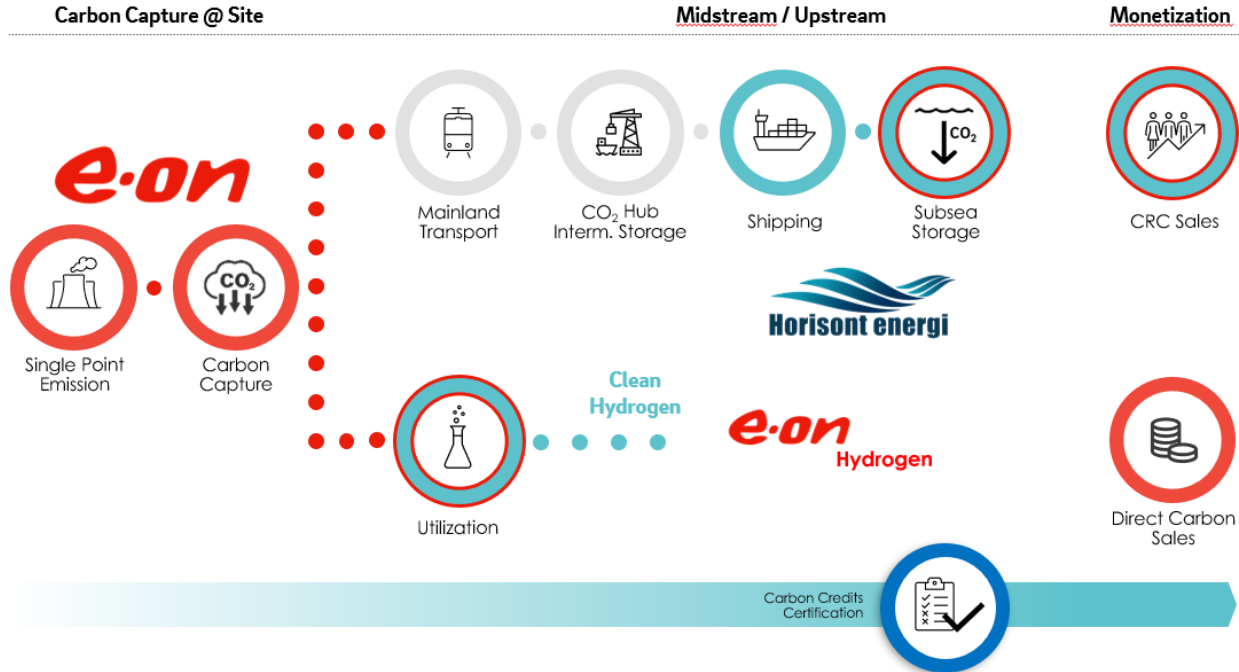 Carbon Capture @ Site
Midstream / Upstream
Monetization
e·on
CO₂
Mainland
Transport
CO₂ Hub
Interm. Storage
Shipping
Subsea
Storage
CRC Sales
CO₂
Single Point
Emission
Carbon
Capture
Horisont energi
Clean
Hydrogen
e·on
Hydrogen
Utilization
Direct Carbon
Sales
Carbon Credits
Certification